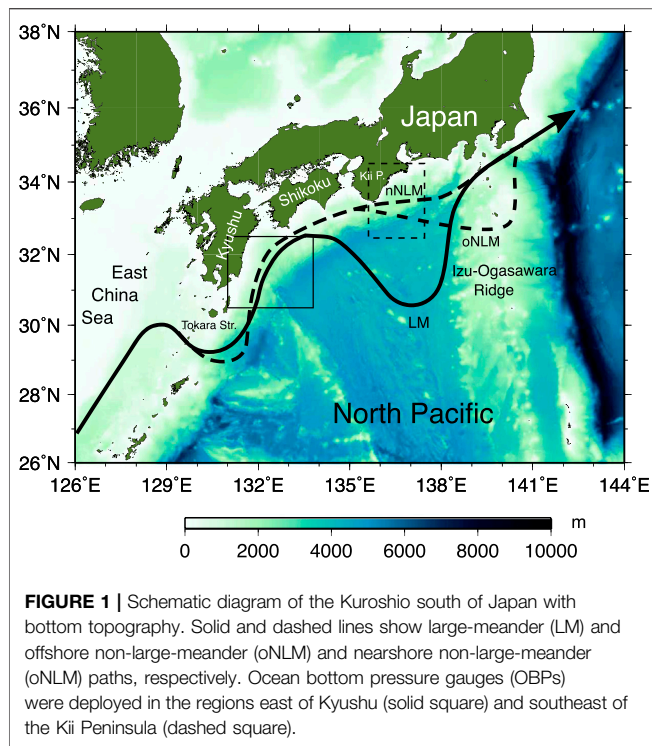 38°N
36°N
34°N
32°N
30°N
28°N
26°N
Japan
Kii P.
nNLM
Shikoku
Kyushu
oNLM
East
China
Sea
Izu-Ogasawara
Ridge
Tokara Str.
LM
North Pacific
126°E 129°E 132°E 135°E 138°E 141°E 144°E
m
0 2000 4000 6000 8000 10000
FIGURE 1 | Schematic diagram of the Kuroshio south of Japan with
bottom topography. Solid and dashed lines show large-meander (LM) and
offshore non-large-meander (oNLM) and nearshore non-large-meander
(oNLM) paths, respectively. Ocean bottom pressure gauges (OBPs)
were deployed in the regions east of Kyushu (solid square) and southeast of
the Kii Peninsula (dashed square).